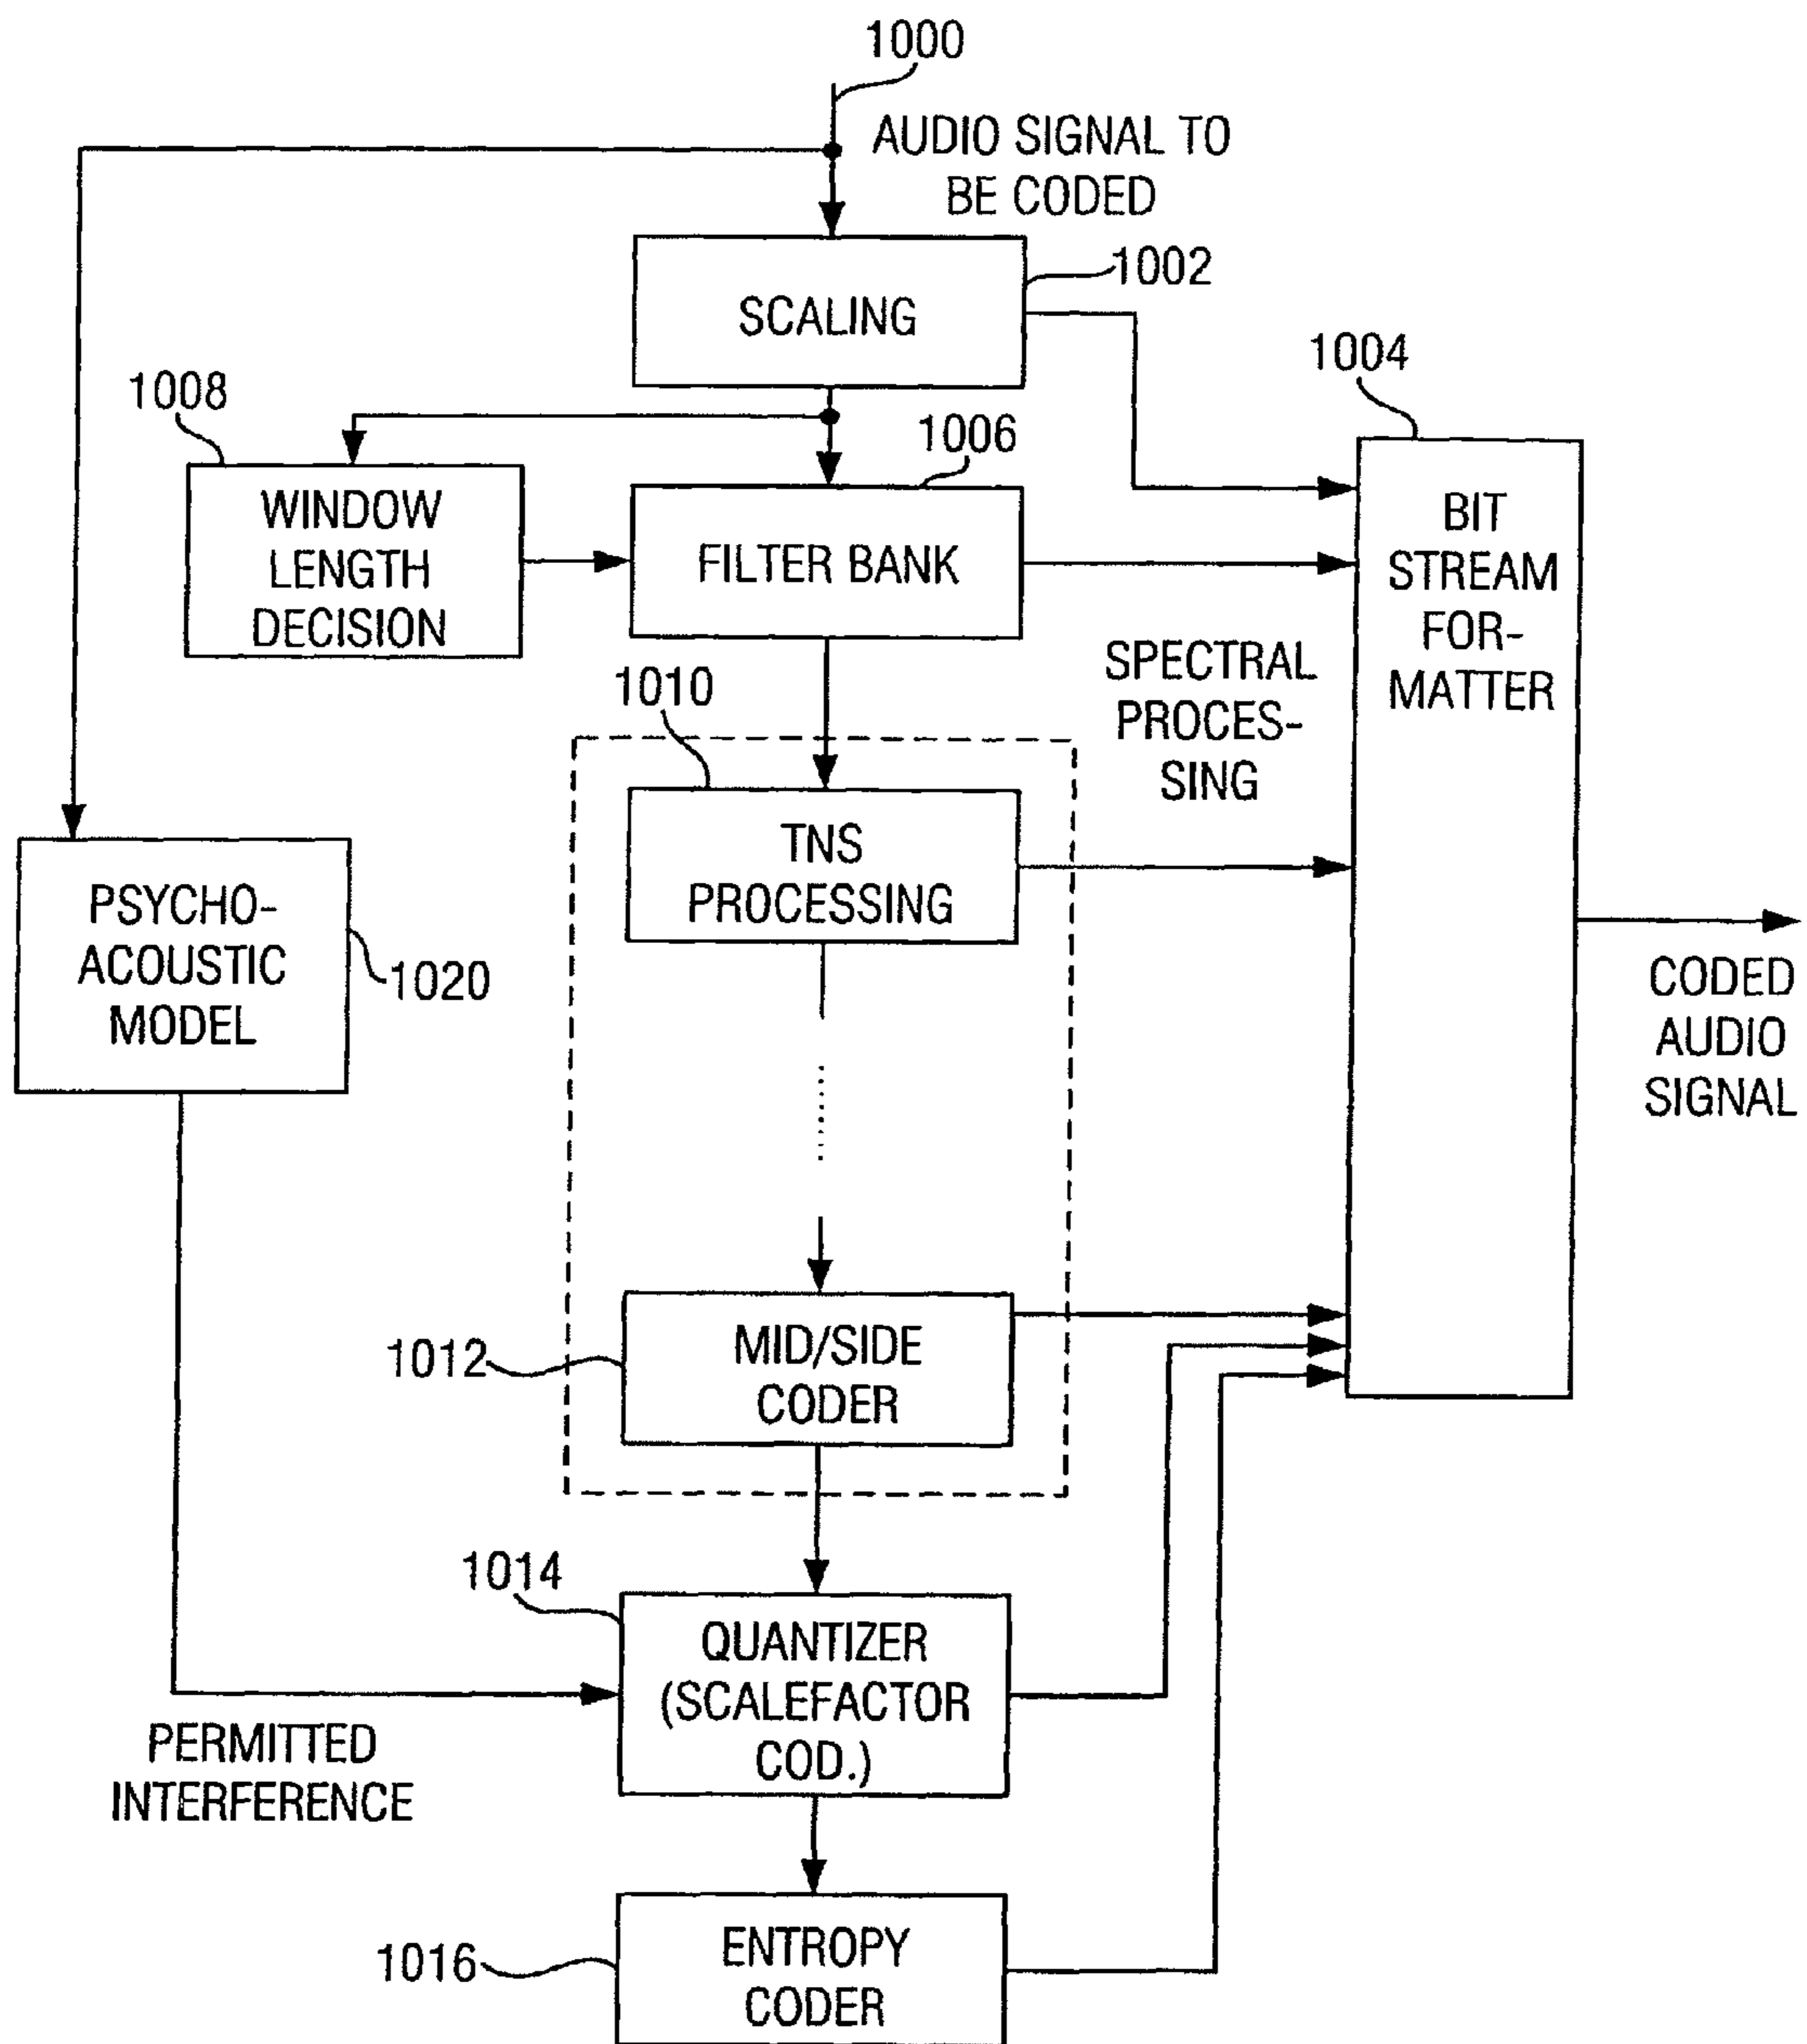 1000
AUDIO SIGNAL TO
BE CODED
1002
SCALING
1004
1008
1006
WINDOW
LENGTH
DECISION
FILTER BANK
BIT
STREAM
FOR-
MATTER
SPECTRAL
PROCES-
SING
1010
TNS
PROCESSING
PSYCHO-
ACOUSTIC
MODEL
1020
CODED
AUDIO
SIGNAL
1012
MID/SIDE
CODER
1014
QUANTIZER
(SCALEFACTOR
COD.)
PERMITTED
INTERFERENCE
1016
ENTROPY
CODER